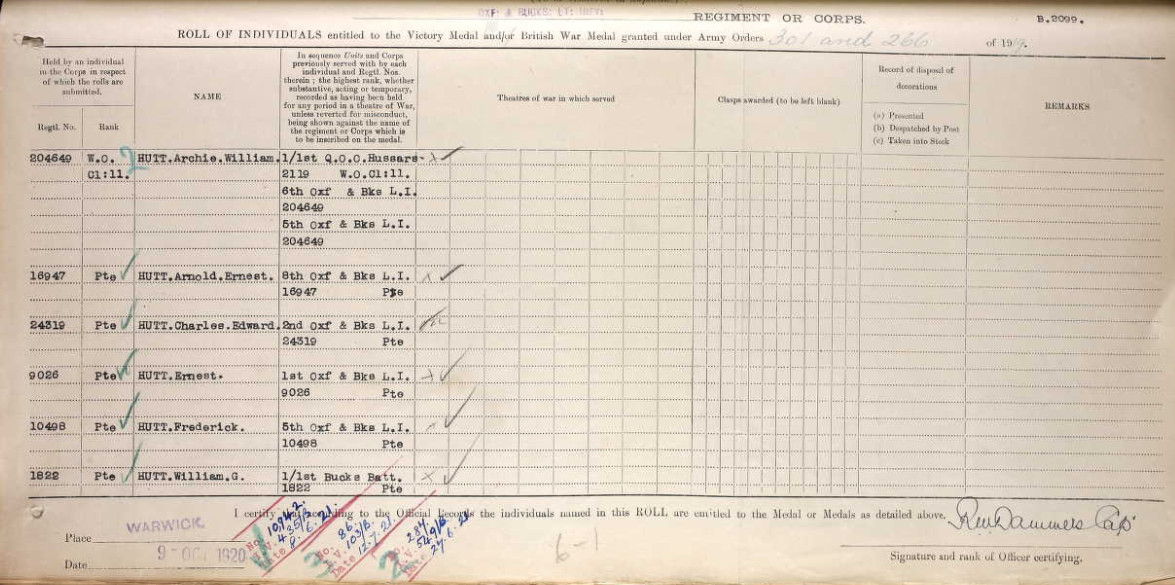 OXF: & BUCKS: LT: INFY:
REGIMENT OR CORPS.
B.2099.
ROLL OF INDIVIDUALS entitled to the Victory Medal and/or British War Medal granted under Army Orders 301 and 266 of 1919.
Held by an individual
in the Corps in respect
of which the rolls are
submitted.
Regtl. No.
Rank
NAME
In sequence Units and Corps
previously served with by each
individual and Regtl. Nos.
therein; the highest rank, whether
substantive, acting or temporary,
recorded as having been held
for any period in a theatre of War,
unless reverted for misconduct,
being shown against the name of
the regiment or Corps which is
to be inscribed on the medal.
Theatres of war in which served
Clasps awarded (to be left blank)
Record of disposal of
decorations
(a) Presented
(b) Despatched by Post
(c) Taken into Stock
REMARKS
204649 W.O. 2 HUTT.Archie.William. 1/1st Q.O.O.Hussars-
Cl:11. 2119 W.O.Cl:11.
6th Oxf & Bks L.I.
204649
5th Oxf & Bks L.I.
204649
16947 Pte HUTT.Arnold.Ernest. 8th Oxf & Bks L.I.
16947 Pte
24319 Pte HUTT.Charles.Edward. 2nd Oxf & Bks L.I.
24319 Pte
9026 Pte HUTT.Ernest. 1st Oxf & Bks L.I.
9026 Pte
10498 Pte HUTT.Frederick. 5th Oxf & Bks L.I.
10498 Pte
1822 Pte HUTT.William.G. 1/1st Bucks Batt.
1822 Pte
I certify according to the Official Records the individuals named in this ROLL are entitled to the Medal or Medals as detailed above.
Place
WARWICK.
Date
9 OCT 1920
6-1
Signature and rank of Officer certifying.